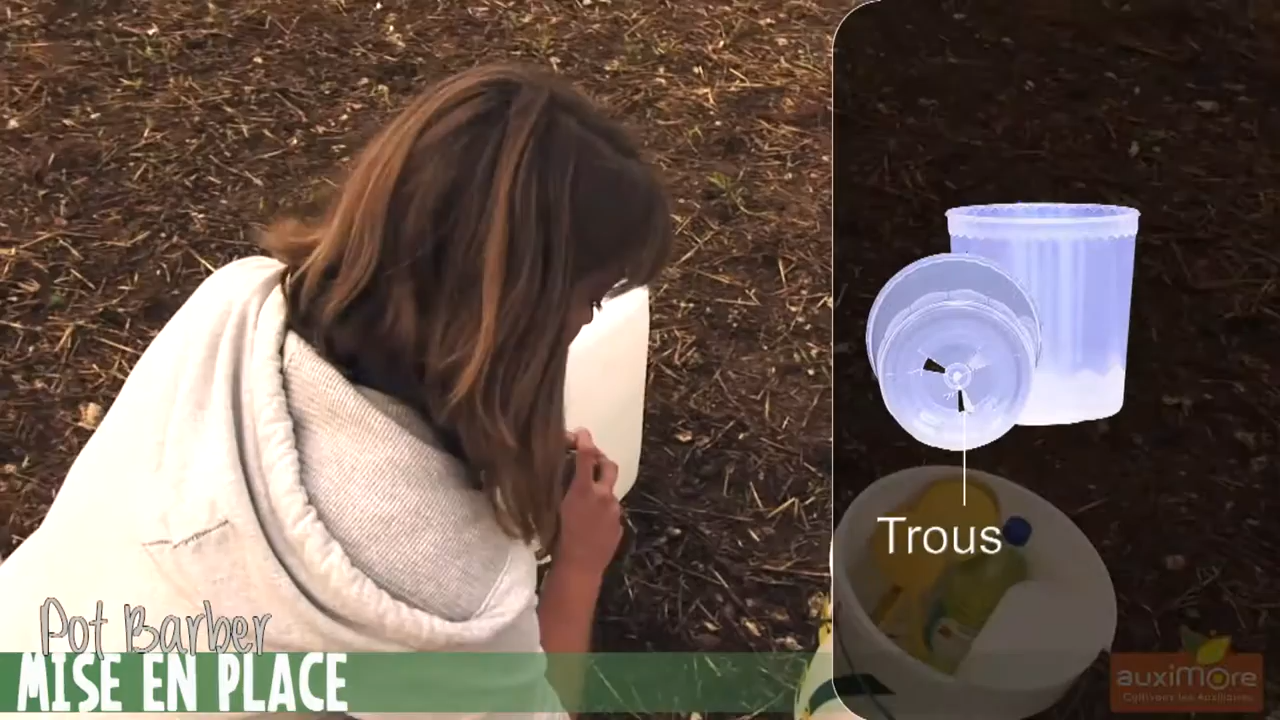 Trous
Pot Barber
MISE EN PLACE
auxiMOre
Cultivons les Auxiliaires